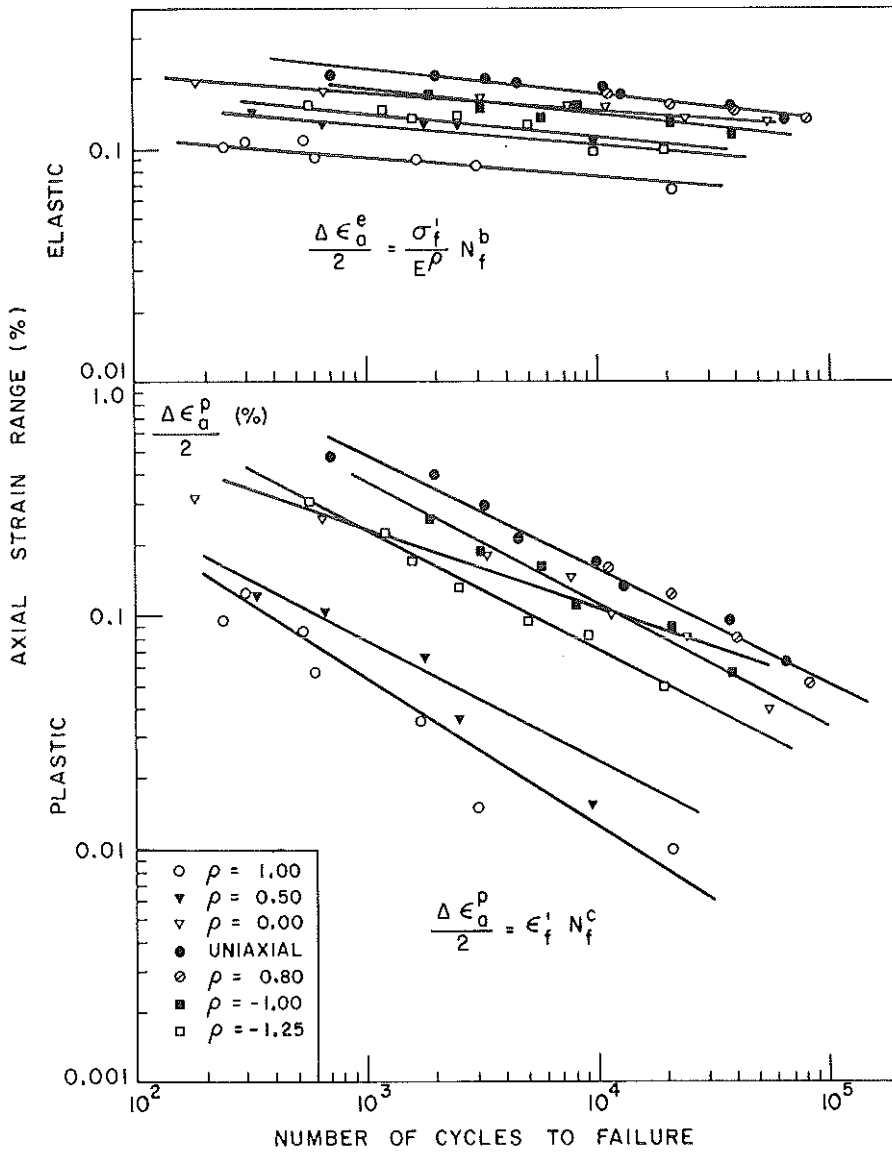 ELASTIC
0.1
0.01
Δε_a^e / 2 = σ_f' / E^ρ N_f^b
AXIAL STRAIN RANGE (%)
1.0
Δε_a^p / 2 (%)
0.1
PLASTIC
0.01
0.001
○ ρ = 1.00
▼ ρ = 0.50
▽ ρ = 0.00
● UNIAXIAL
⊘ ρ = 0.80
■ ρ = -1.00
□ ρ = -1.25
Δε_a^p / 2 = ε_f' N_f^c
10^2 10^3 10^4 10^5
NUMBER OF CYCLES TO FAILURE